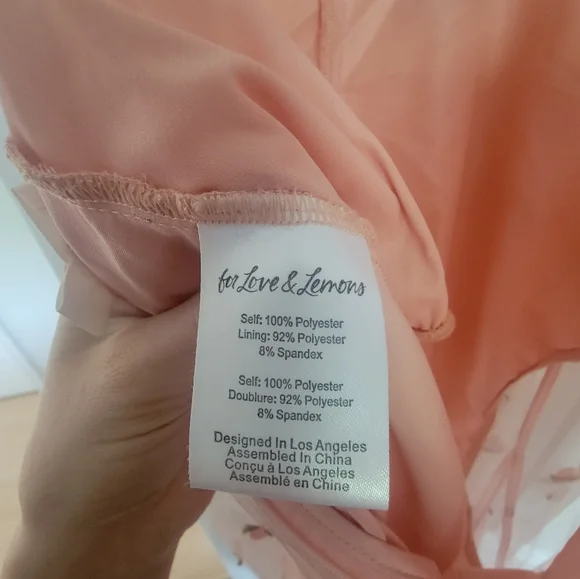 for Love & Lemons
Self: 100% Polyester
Lining: 92% Polyester
8% Spandex
Self: 100% Polyester
Doublure: 92% Polyester
8% Spandex
Designed In Los Angeles
Assembled In China
Conçu à Los Angeles
Assemblé en Chine